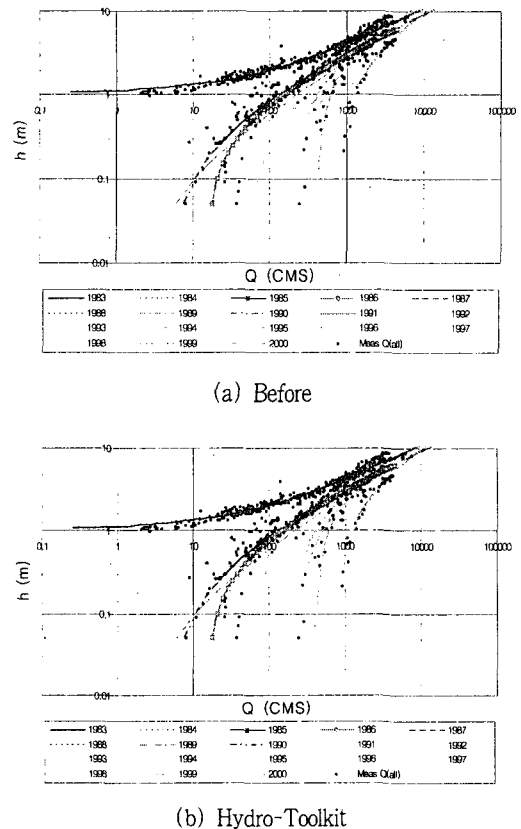 10
1
0.1
0.01
0.1 1 10 100 1000 10000 100000
h (m)
Q (CMS)
1983 1984 1985 1986 1987
1988 1989 1990 1991 1992
1993 1994 1995 1996 1997
1998 1999 2000 Meas Q(all)
(a) Before
10
1
0.1
0.01
0.1 1 10 100 1000 10000 100000
h (m)
Q (CMS)
1983 1984 1985 1986 1987
1988 1989 1990 1991 1992
1993 1994 1995 1996 1997
1998 1999 2000 Meas Q(all)
(b) Hydro-Toolkit